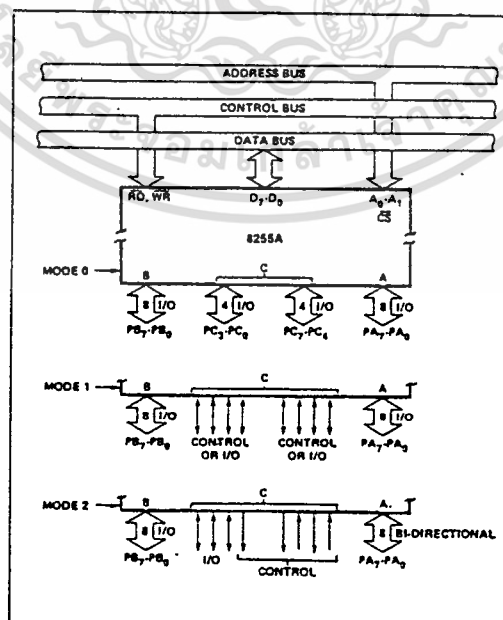 ADDRESS BUS
CONTROL BUS
DATA BUS
RD, WR D7-D0 A0-A1
CS
8255A
MODE 0 B C A
8 I/O 4 I/O 4 I/O 8 I/O
PB7-PB0 PC3-PC0 PC7-PC4 PA7-PA0
MODE 1 B C A
8 I/O 8 I/O
PB7-PB0 CONTROL OR I/O CONTROL OR I/O PA7-PA0
MODE 2 B C A
8 I/O 8 BI-DIRECTIONAL
PB7-PB0 I/O CONTROL PA7-PA0